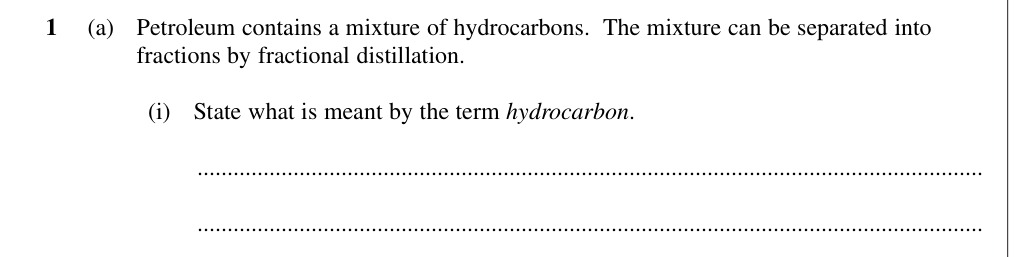 1 (a) Petroleum contains a mixture of hydrocarbons. The mixture can be separated into
fractions by fractional distillation.
(i) State what is meant by the term hydrocarbon.